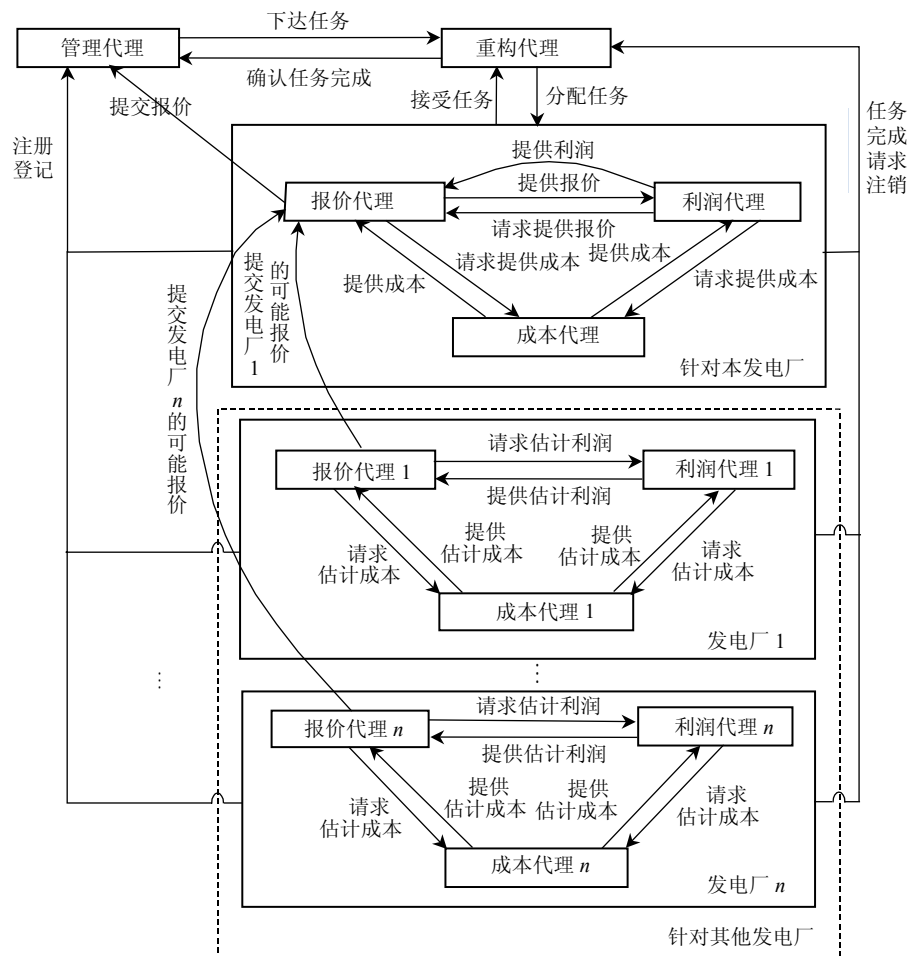 下达任务
管理代理
重构代理
确认任务完成
提交报价
接受任务
分配任务
注册
登记
任务
完成
请求
注销
提供利润
提供报价
报价代理
利润代理
请求提供报价
提供成本
请求提供成本
提供成本
请求提供成本
成本代理
针对本发电厂
提交发电厂1
的可能报价
提交发电厂n的可能报价
请求估计利润
报价代理 1
利润代理 1
提供估计利润
请求
估计成本
提供
估计成本
提供
估计成本
请求
估计成本
成本代理 1
发电厂 1
⋮
⋮
请求估计利润
报价代理 n
利润代理 n
提供估计利润
请求
估计成本
提供
估计成本
提供
估计成本
请求
估计成本
成本代理 n
发电厂 n
针对其他发电厂